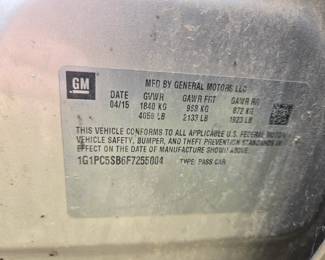 GM
MFD BY GENERAL MOTORS LLC
DATE GVWR GAWR FRT GAWR RR
04/15 1840 KG 968 KG 872 KG
4056 LB 2133 LB 1923 LB
THIS VEHICLE CONFORMS TO ALL APPLICABLE U.S. FEDERAL MOTOR
VEHICLE SAFETY, BUMPER, AND THEFT PREVENTION STANDARDS IN
EFFECT ON THE DATE OF MANUFACTURE SHOWN ABOVE.
1G1PC5SB6F7255004 TYPE: PASS CAR